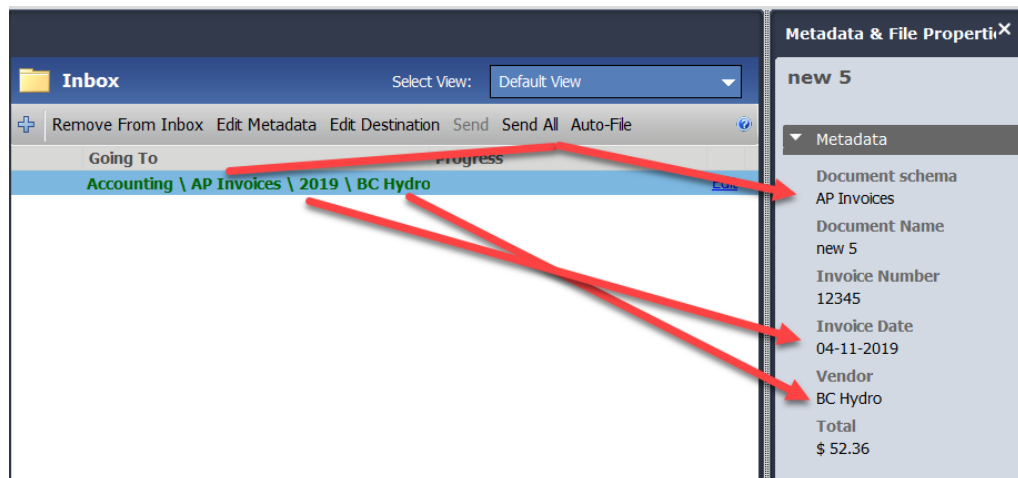 Metadata & File Properti
new 5
Inbox
Select View:
Default View
Remove From Inbox Edit Metadata Edit Destination Send Send All Auto-File
Going To
Progress
Accounting \ AP Invoices \ 2019 \ BC Hydro
Edit
Metadata
Document schema
AP Invoices
Document Name
new 5
Invoice Number
12345
Invoice Date
04-11-2019
Vendor
BC Hydro
Total
$ 52.36